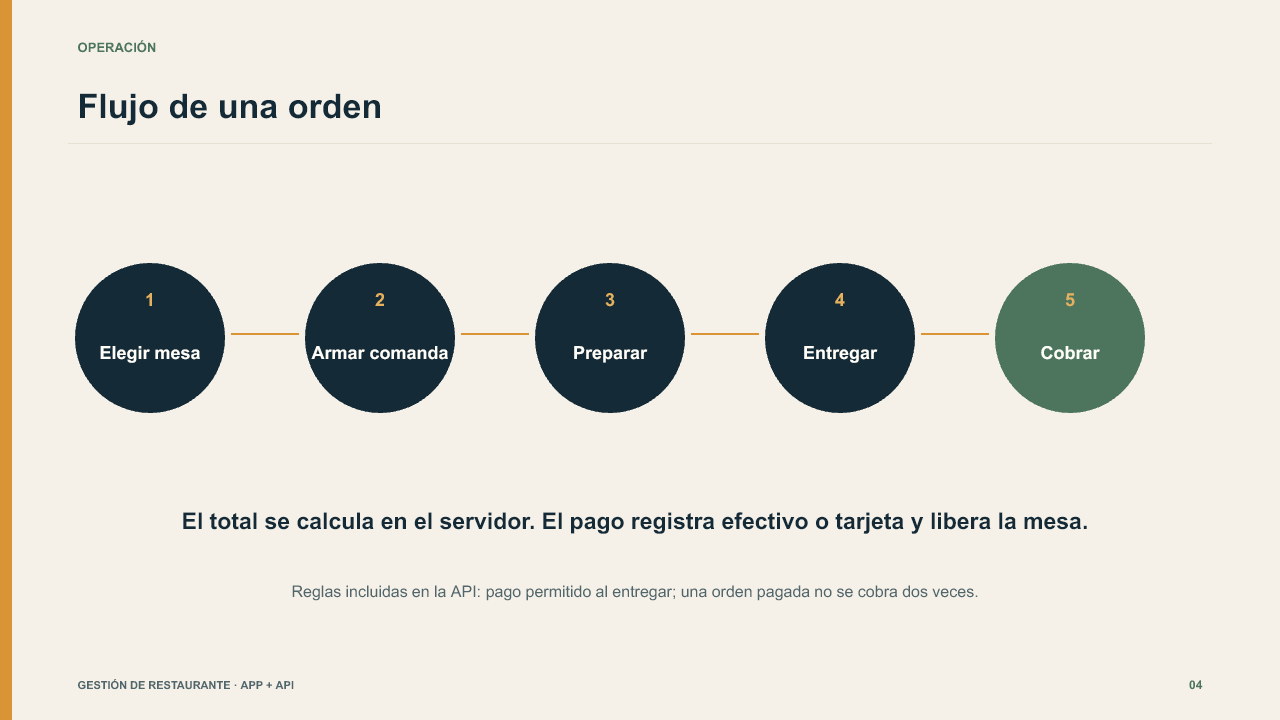 OPERACIÓN
Flujo de una orden
1
Elegir mesa
2
Armar comanda
3
Preparar
4
Entregar
5
Cobrar
El total se calcula en el servidor. El pago registra efectivo o tarjeta y libera la mesa.
Reglas incluidas en la API: pago permitido al entregar; una orden pagada no se cobra dos veces.
GESTIÓN DE RESTAURANTE · APP + API
04